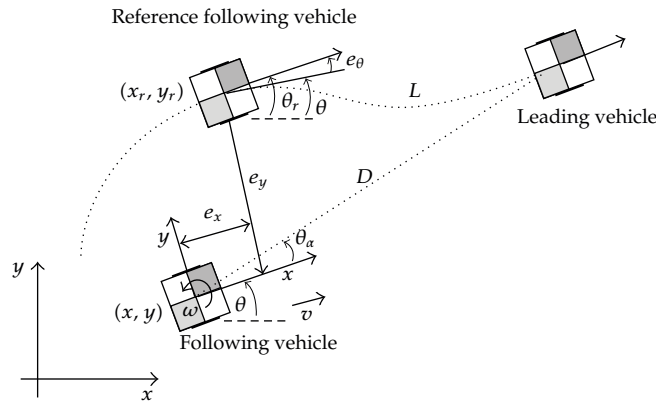 Reference following vehicle
(x_r, y_r)
e_θ
θ_r
θ
L
Leading vehicle
e_y
D
e_x
y
θ_α
x
y
(x, y)
ω
θ
v
Following vehicle
x